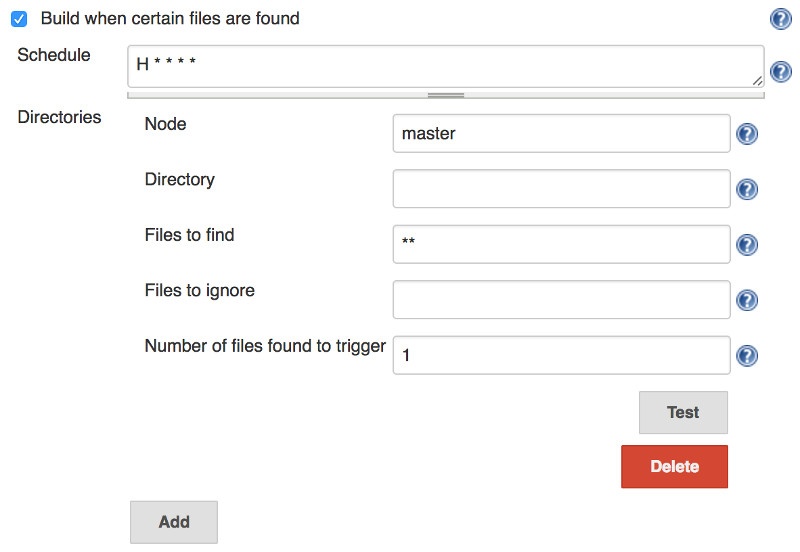 Build when certain files are found
Schedule
H * * * *
Directories
Node
master
Directory
Files to find
**
Files to ignore
Number of files found to trigger
1
Test
Delete
Add